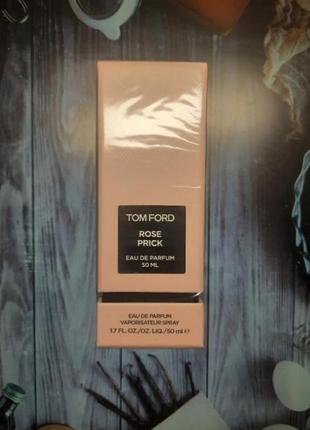 TOM FORD
ROSE
PRICK
EAU DE PARFUM
50 ML
EAU DE PARFUM
VAPORISATEUR SPRAY
1.7 FL. OZ./OZ. LIQ./50 ml ℮